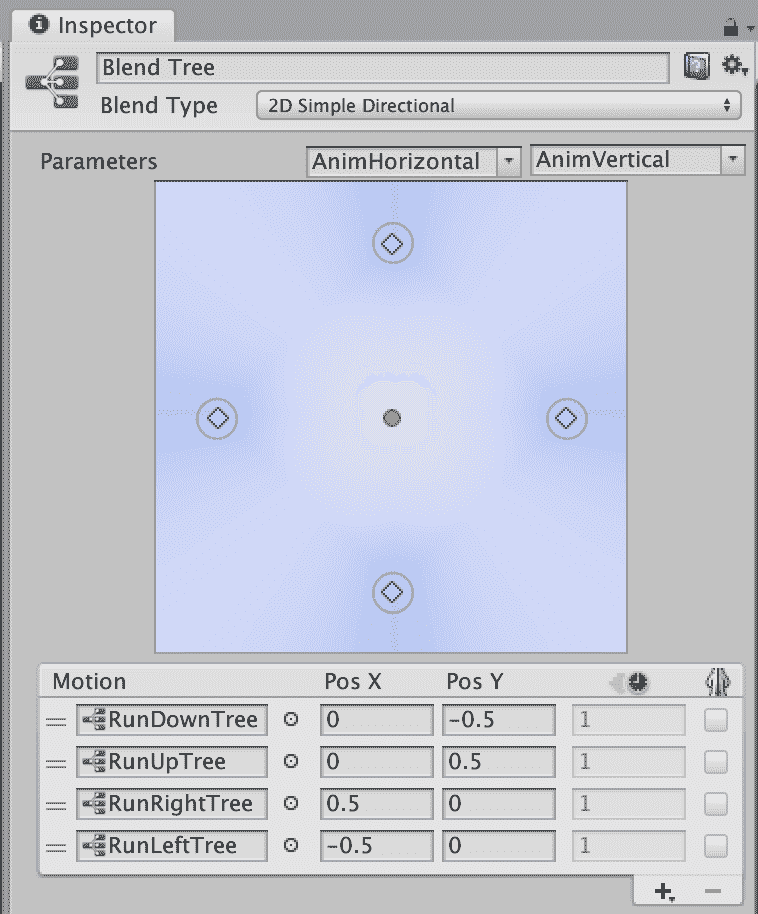 Inspector
Blend Tree
Blend Type 2D Simple Directional
Parameters AnimHorizontal AnimVertical
Motion Pos X Pos Y
RunDownTree 0 -0.5 1
RunUpTree 0 0.5 1
RunRightTree 0.5 0 1
RunLeftTree -0.5 0 1